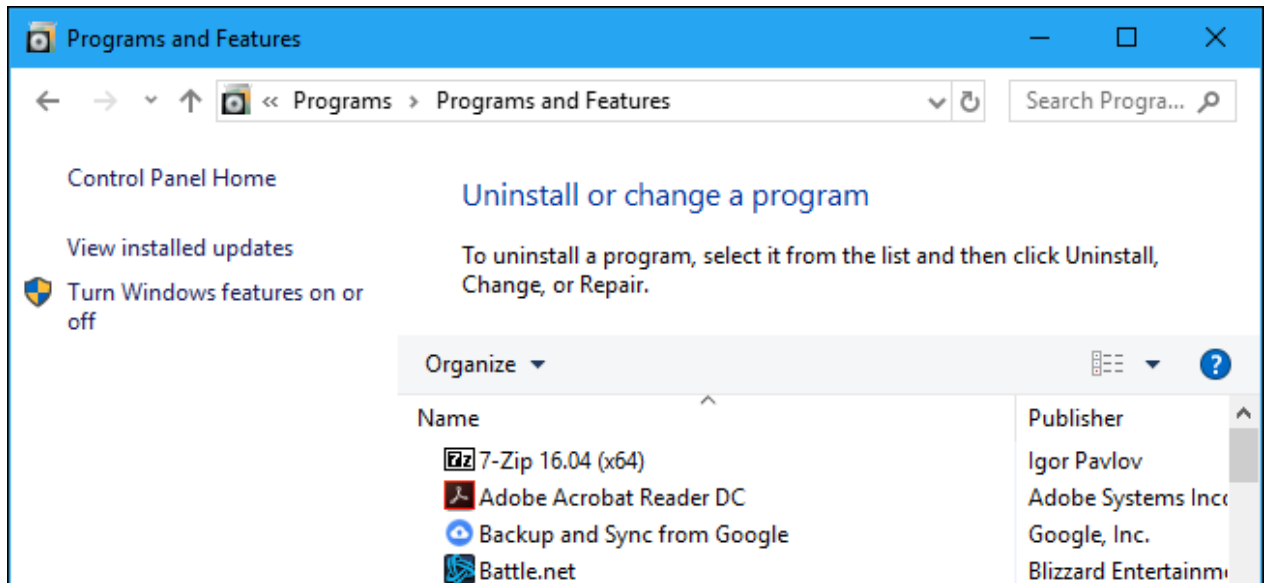 Programs and Features
« Programs > Programs and Features
Search Progra...
Control Panel Home
View installed updates
Turn Windows features on or
off
Uninstall or change a program
To uninstall a program, select it from the list and then click Uninstall,
Change, or Repair.
Organize
?
Name Publisher
7z 7-Zip 16.04 (x64) Igor Pavlov
Adobe Acrobat Reader DC Adobe Systems Inc
Backup and Sync from Google Google, Inc.
Battle.net Blizzard Entertainm